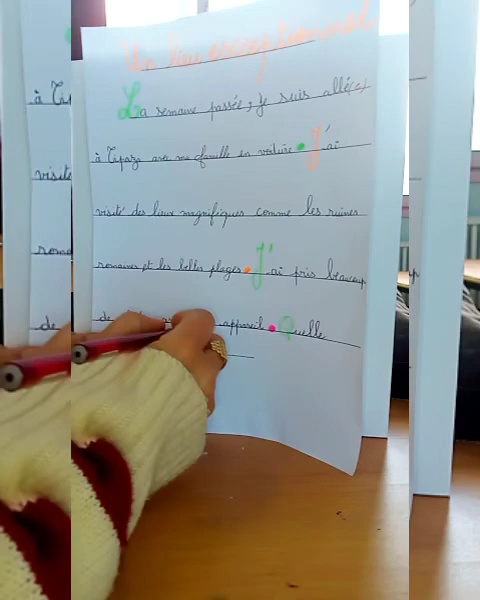 Un lieu exceptionnel
La semaine passée, je suis allé(e)
à Tipaza avec ma famille en voiture. J'ai
visité des lieux magnifiques comme les ruines
romaines et les belles plages. J'ai pris beaucoup
de appareil. Quelle